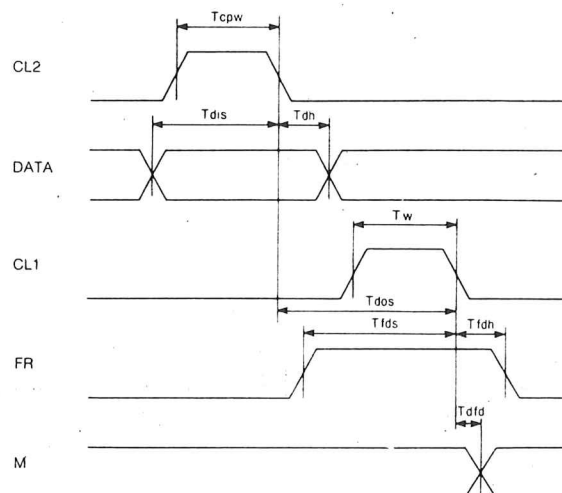 Tcpw
CL2
Tdis
Tdh
DATA
Tw
CL1
Tdos
Tfds
Tfdh
FR
Tdfd
M